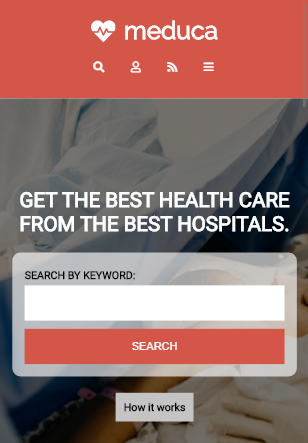 meduca
GET THE BEST HEALTH CARE
FROM THE BEST HOSPITALS.
SEARCH BY KEYWORD:
SEARCH
How it works